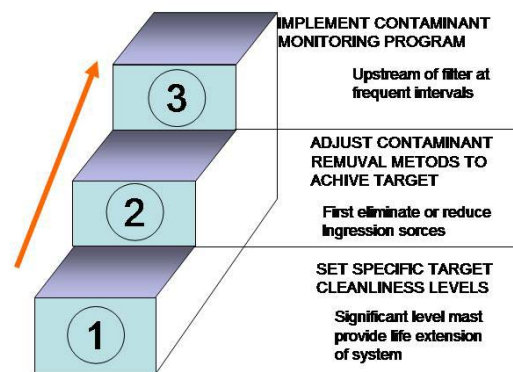 IMPLEMENT CONTAMINANT
MONITORING PROGRAM
Upstream of filter at
frequent intervals
3
ADJUST CONTAMINANT
REMUVAL METODS TO
ACHIVE TARGET
2
First eliminate or reduce
Ingression sorces
SET SPECIFIC TARGET
CLEANLINESS LEVELS
1
Significant level mast
provide life extension
of system